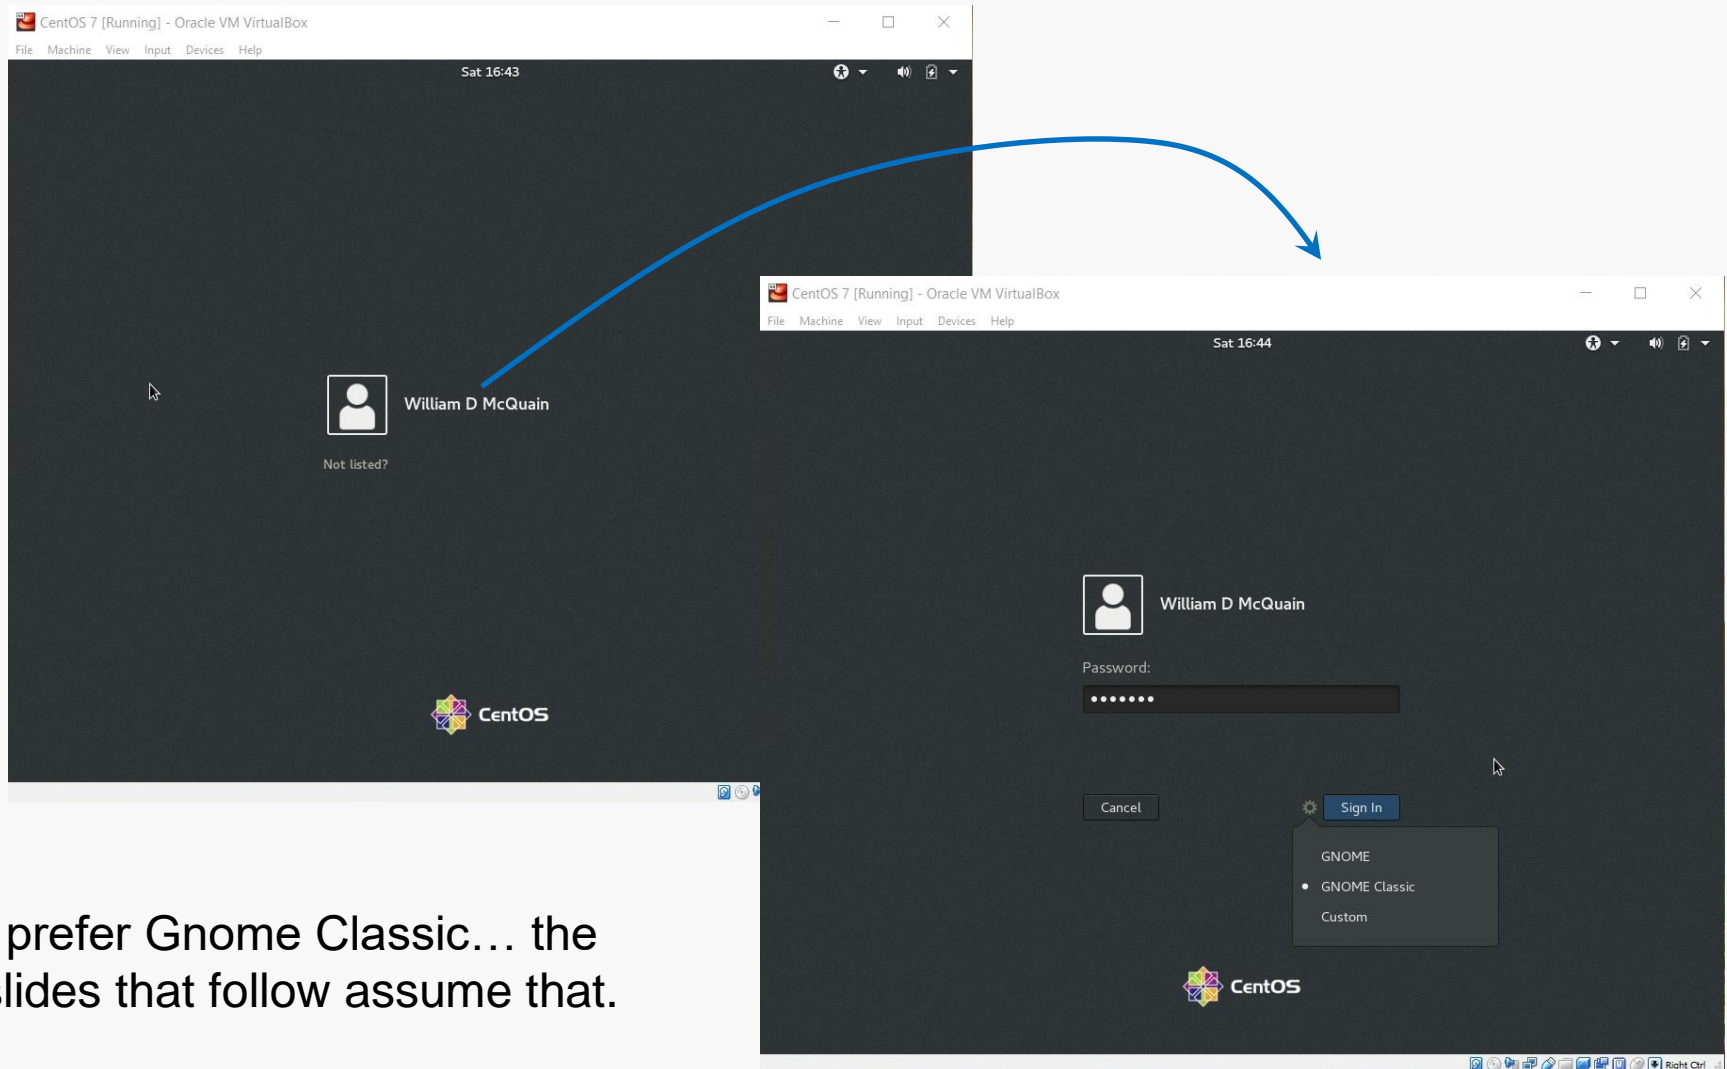 CentOS 7 [Running] - Oracle VM VirtualBox
File Machine View Input Devices Help
Sat 16:43
William D McQuain
Not listed?
CentOS
CentOS 7 [Running] - Oracle VM VirtualBox
File Machine View Input Devices Help
Sat 16:44
William D McQuain
Password:
Cancel
Sign In
GNOME
GNOME Classic
Custom
CentOS
Right Ctrl
prefer Gnome Classic… the
slides that follow assume that.